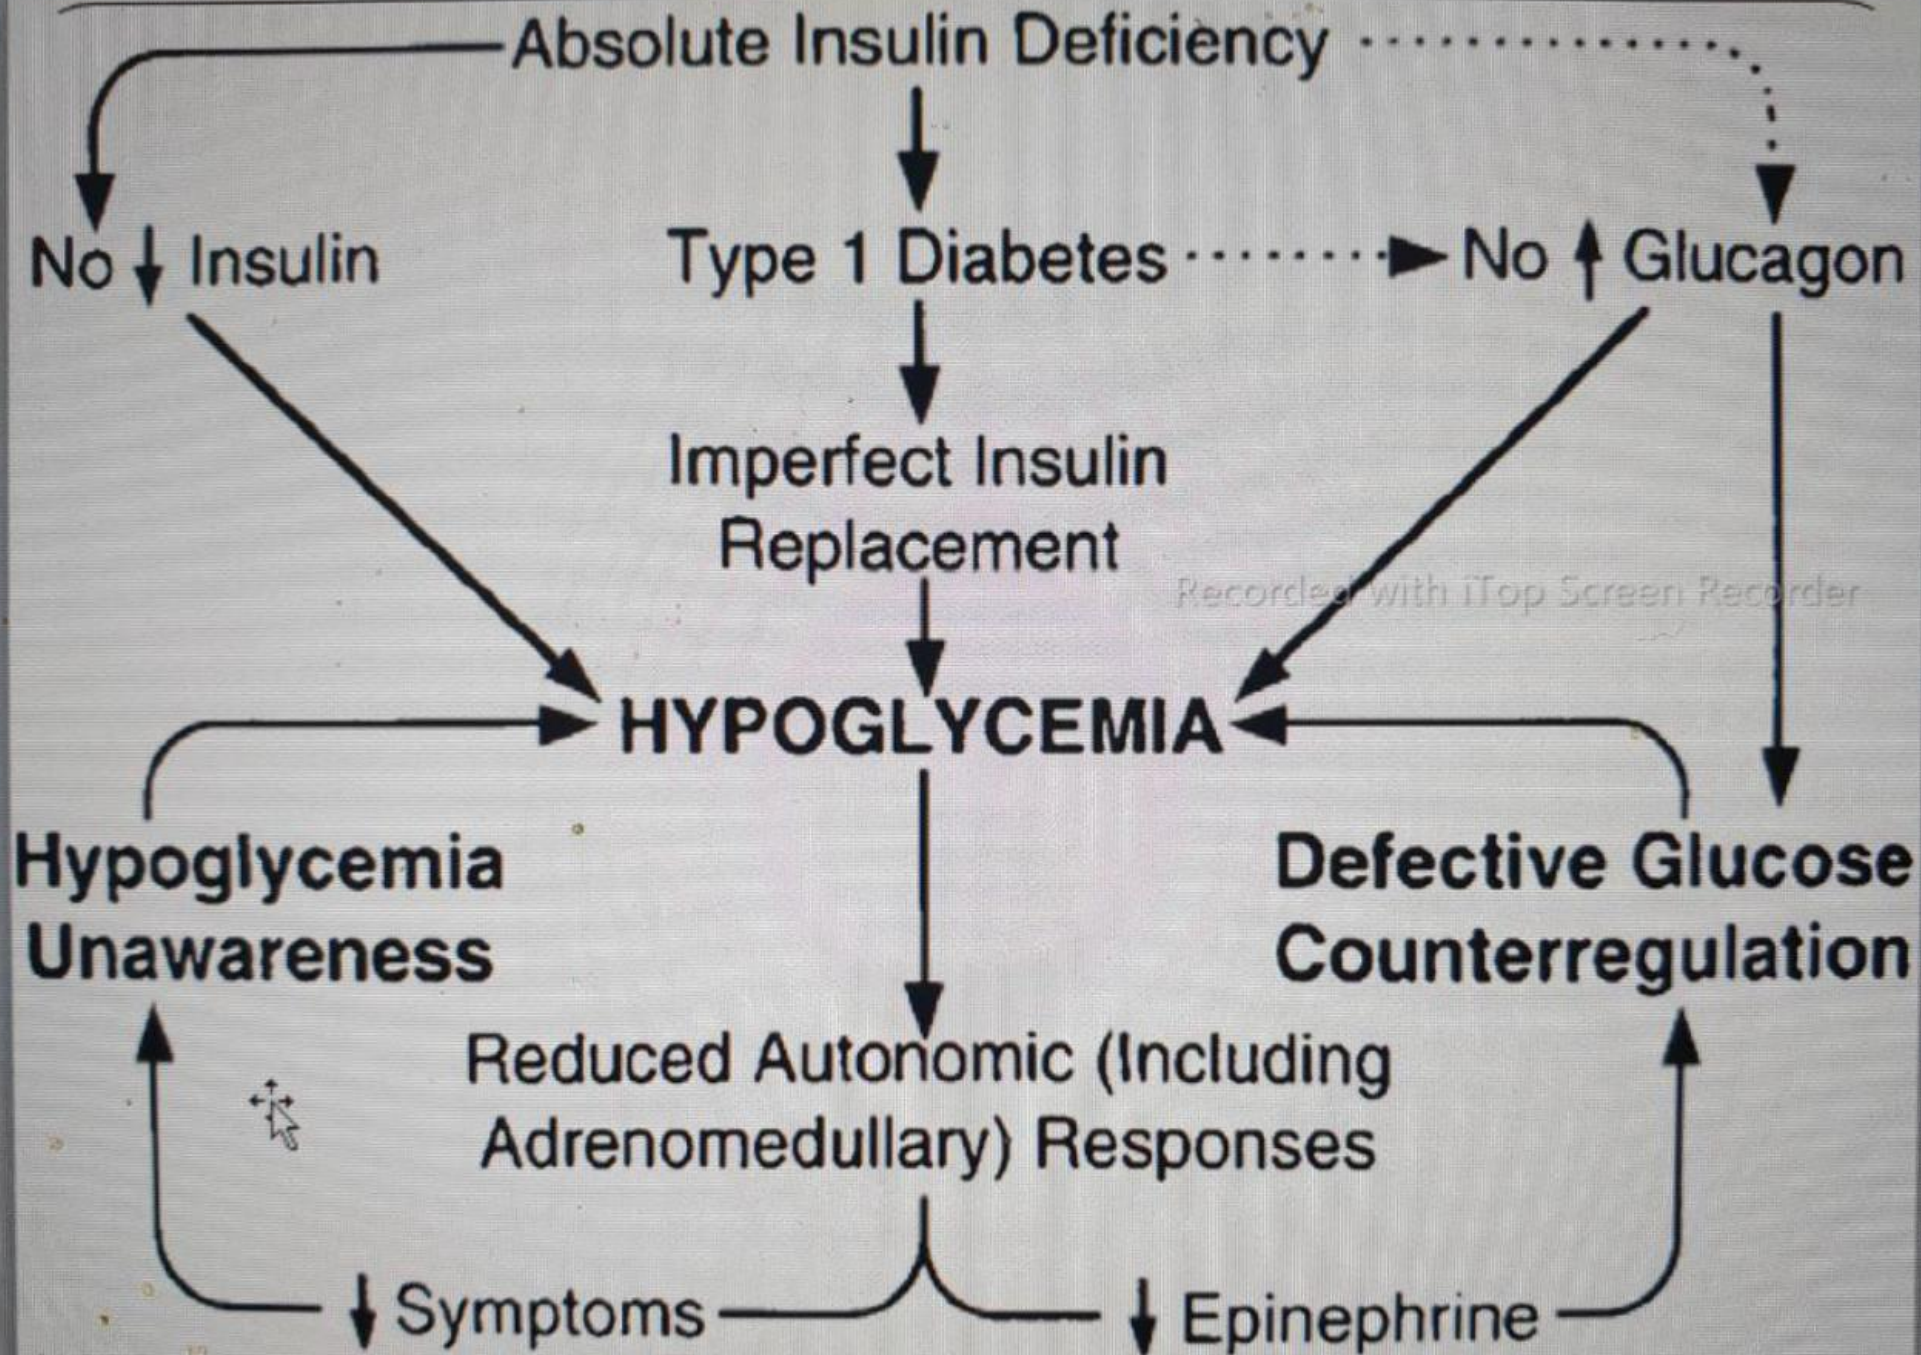 Absolute Insulin Deficiency
No ↓ Insulin
Type 1 Diabetes
No ↑ Glucagon
Imperfect Insulin
Replacement
Recorded with iTop Screen Recorder
HYPOGLYCEMIA
Hypoglycemia
Unawareness
Defective Glucose
Counterregulation
Reduced Autonomic (Including
Adrenomedullary) Responses
↓ Symptoms
↓ Epinephrine